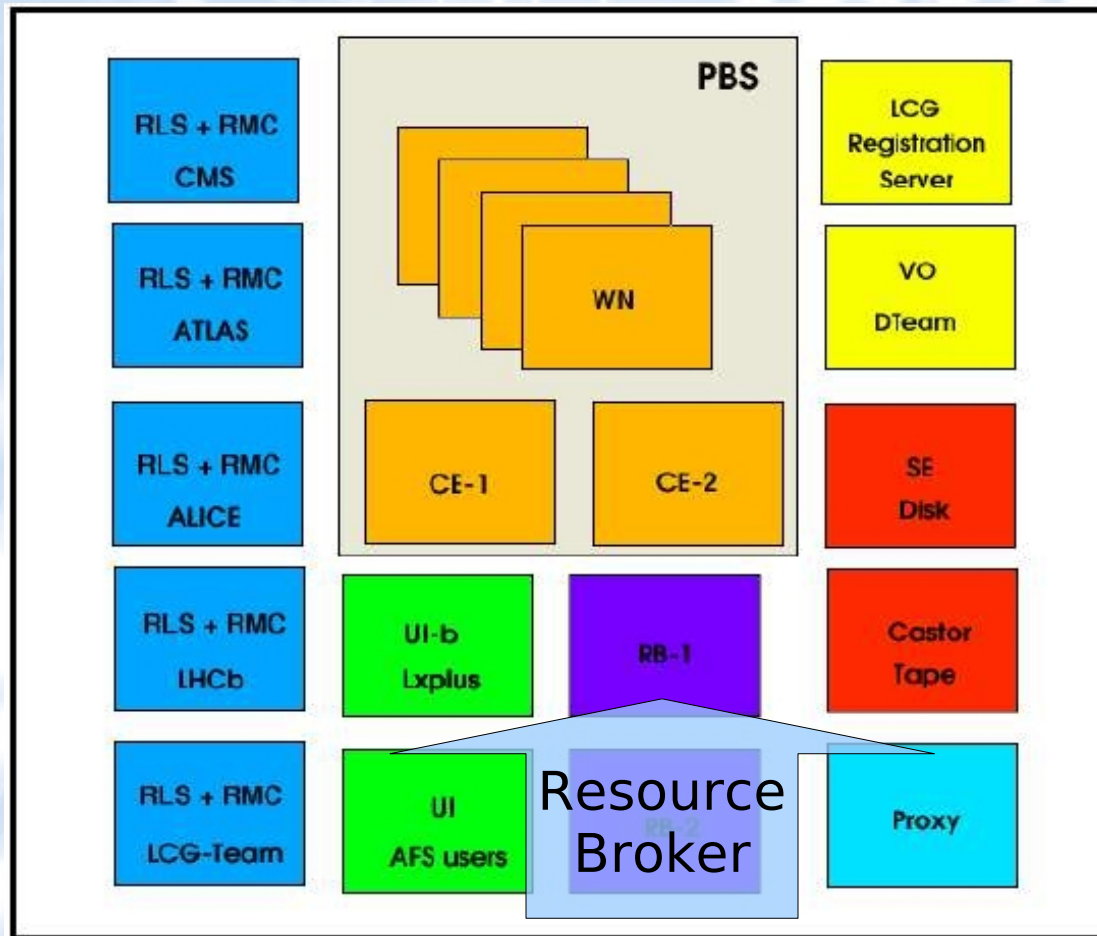 RLS + RMC
CMS
RLS + RMC
ATLAS
RLS + RMC
ALICE
RLS + RMC
LHCb
RLS + RMC
LCG-Team
PBS
WN
CE-1
CE-2
UI-b
Lxplus
RB-1
UI
AFS users
RB-2
Resource
Broker
LCG
Registration
Server
VO
DTeam
SE
Disk
Castor
Tape
Proxy